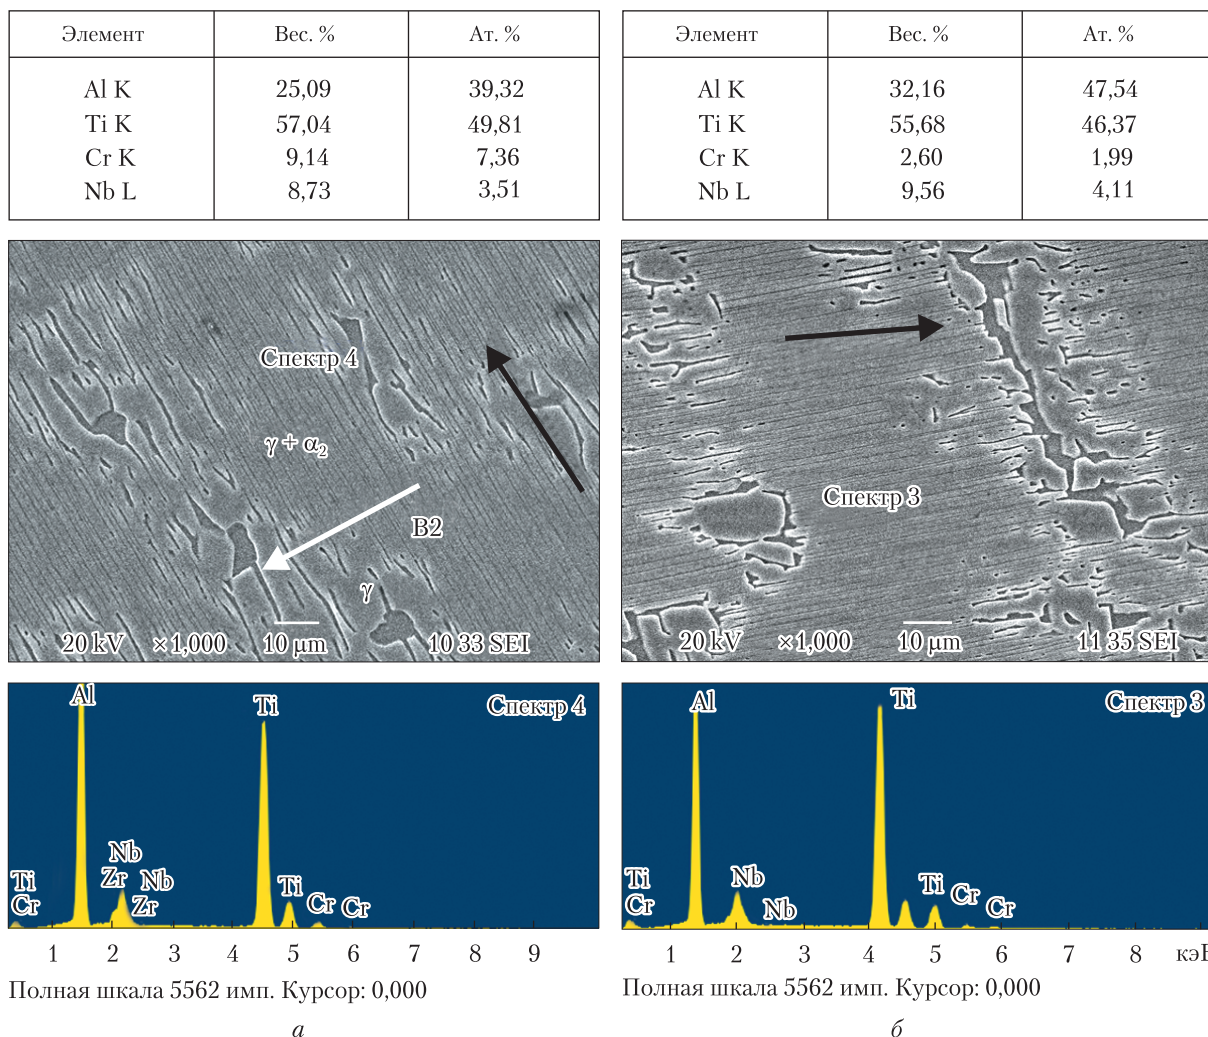 Элемент Вес. % Ат. %
Al K 25,09 39,32
Ti K 57,04 49,81
Cr K 9,14 7,36
Nb L 8,73 3,51
Элемент Вес. % Ат. %
Al K 32,16 47,54
Ti K 55,68 46,37
Cr K 2,60 1,99
Nb L 9,56 4,11
Спектр 4
γ + α₂
B2
γ
20 kV ×1,000 10 µm 10 33 SEI
Спектр 3
20 kV ×1,000 10 µm 11 35 SEI
Al Ti Спектр 4
Nb
Ti Zr Nb Ti
Cr Zr Cr Cr
1 2 3 4 5 6 7 8 9
Полная шкала 5562 имп. Курсор: 0,000
а
Al Ti Спектр 3
Ti Nb Ti Cr
Cr Nb Cr
1 2 3 4 6 7 8
Полная шкала 5562 имп. Курсор: 0,000
б